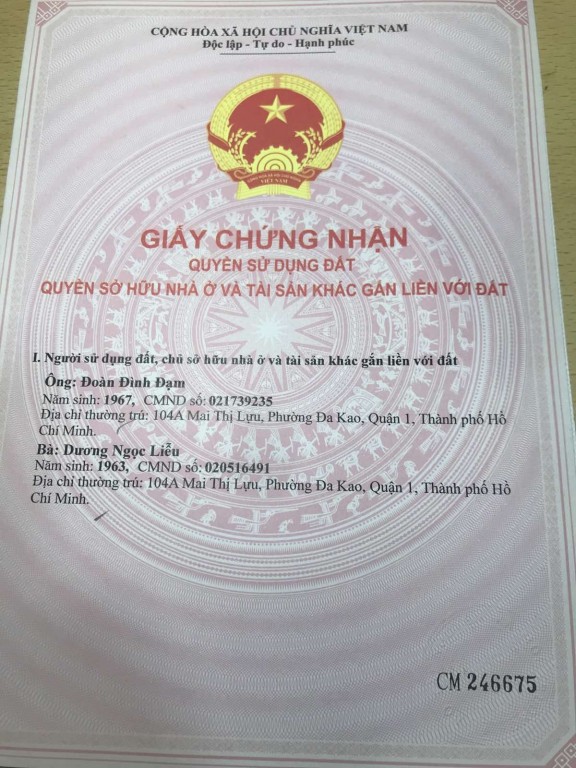 CỘNG HÒA XÃ HỘI CHỦ NGHĨA VIỆT NAM
Độc lập - Tự do - Hạnh phúc
VIỆT NAM
GIẤY CHỨNG NHẬN
QUYỀN SỬ DỤNG ĐẤT
QUYỀN SỞ HỮU NHÀ Ở VÀ TÀI SẢN KHÁC GẮN LIỀN VỚI ĐẤT
I. Người sử dụng đất, chủ sở hữu nhà ở và tài sản khác gắn liền với đất
Ông: Đoàn Đình Đạm
Năm sinh: 1967, CMND số: 021739235
Địa chỉ thường trú: 104A Mai Thị Lựu, Phường Đa Kao, Quận 1, Thành phố Hồ
Chí Minh.
Bà: Dương Ngọc Liễu
Năm sinh: 1963, CMND số: 020516491
Địa chỉ thường trú: 104A Mai Thị Lựu, Phường Đa Kao, Quận 1, Thành phố Hồ
Chí Minh.
CM 246675